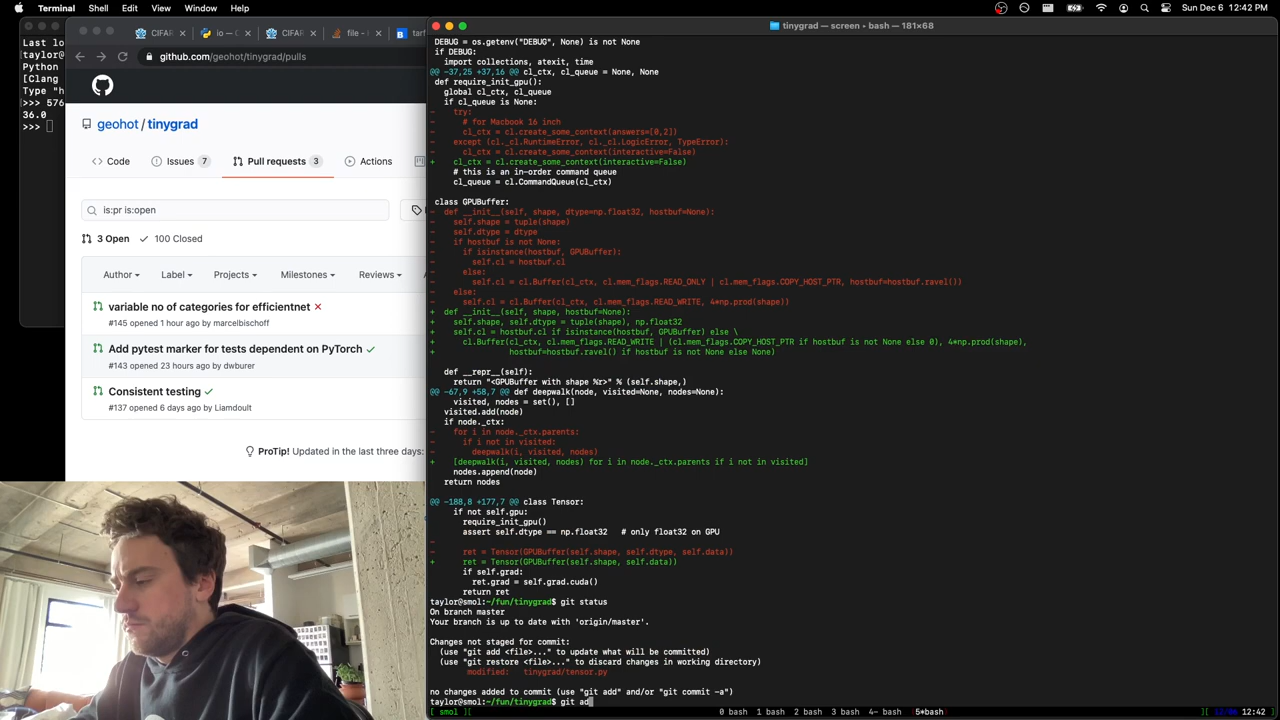 Terminal Shell Edit View Window Help
Sun Dec 6 12:42 PM
Last lo
taylor@
Python
[Clang
Type "h
>>> 576
36.0
>>>
CIFAR
io — C
CIFAR
file -
tarf
github.com/geohot/tinygrad/pulls
geohot / tinygrad
Code Issues 7 Pull requests 3 Actions
is:pr is:open
3 Open 100 Closed
Author Label Projects Milestones Reviews
variable no of categories for efficientnet
#145 opened 1 hour ago by marcelbischoff
Add pytest marker for tests dependent on PyTorch
#143 opened 23 hours ago by dwburer
Consistent testing
#137 opened 6 days ago by Liamdoult
ProTip! Updated in the last three days:
tinygrad — screen ▸ bash — 181×68
DEBUG = os.getenv("DEBUG", None) is not None
if DEBUG:
import collections, atexit, time
@@ -37,25 +37,16 @@ cl_ctx, cl_queue = None, None
def require_init_gpu():
global cl_ctx, cl_queue
if cl_queue is None:
- try:
- # for Macbook 16 inch
- cl_ctx = cl.create_some_context(answers=[0,2])
- except (cl._cl.RuntimeError, cl._cl.LogicError, TypeError):
- cl_ctx = cl.create_some_context(interactive=False)
+ cl_ctx = cl.create_some_context(interactive=False)
# this is an in-order command queue
cl_queue = cl.CommandQueue(cl_ctx)
class GPUBuffer:
- def __init__(self, shape, dtype=np.float32, hostbuf=None):
- self.shape = tuple(shape)
- self.dtype = dtype
- if hostbuf is not None:
- if isinstance(hostbuf, GPUBuffer):
- self.cl = hostbuf.cl
- else:
- self.cl = cl.Buffer(cl_ctx, cl.mem_flags.READ_ONLY | cl.mem_flags.COPY_HOST_PTR, hostbuf=hostbuf.ravel())
- else:
- self.cl = cl.Buffer(cl_ctx, cl.mem_flags.READ_WRITE, 4*np.prod(shape))
+ def __init__(self, shape, hostbuf=None):
+ self.shape, self.dtype = tuple(shape), np.float32
+ self.cl = hostbuf.cl if isinstance(hostbuf, GPUBuffer) else \
+ cl.Buffer(cl_ctx, cl.mem_flags.READ_WRITE | (cl.mem_flags.COPY_HOST_PTR if hostbuf is not None else 0), 4*np.prod(shape),
+ hostbuf=hostbuf.ravel() if hostbuf is not None else None)
def __repr__(self):
return "<GPUBuffer with shape %r>" % (self.shape,)
@@ -67,9 +58,7 @@ def deepwalk(node, visited=None, nodes=None):
visited, nodes = set(), []
visited.add(node)
if node._ctx:
- for i in node._ctx.parents:
- if i not in visited:
- deepwalk(i, visited, nodes)
+ [deepwalk(i, visited, nodes) for i in node._ctx.parents if i not in visited]
nodes.append(node)
return nodes
@@ -188,8 +177,7 @@ class Tensor:
if not self.gpu:
require_init_gpu()
assert self.dtype == np.float32 # only float32 on GPU
-
- ret = Tensor(GPUBuffer(self.shape, self.dtype, self.data))
+ ret = Tensor(GPUBuffer(self.shape, self.data))
if self.grad:
ret.grad = self.grad.cuda()
return ret
taylor@smol:~/fun/tinygrad$ git status
On branch master
Your branch is up to date with 'origin/master'.
Changes not staged for commit:
(use "git add <file>..." to update what will be committed)
(use "git restore <file>..." to discard changes in working directory)
modified: tinygrad/tensor.py
no changes added to commit (use "git add" and/or "git commit -a")
taylor@smol:~/fun/tinygrad$ git ad
[ smol ][ 0 bash 1 bash 2 bash 3 bash 4- bash (5*bash) ][ 12:42 ]